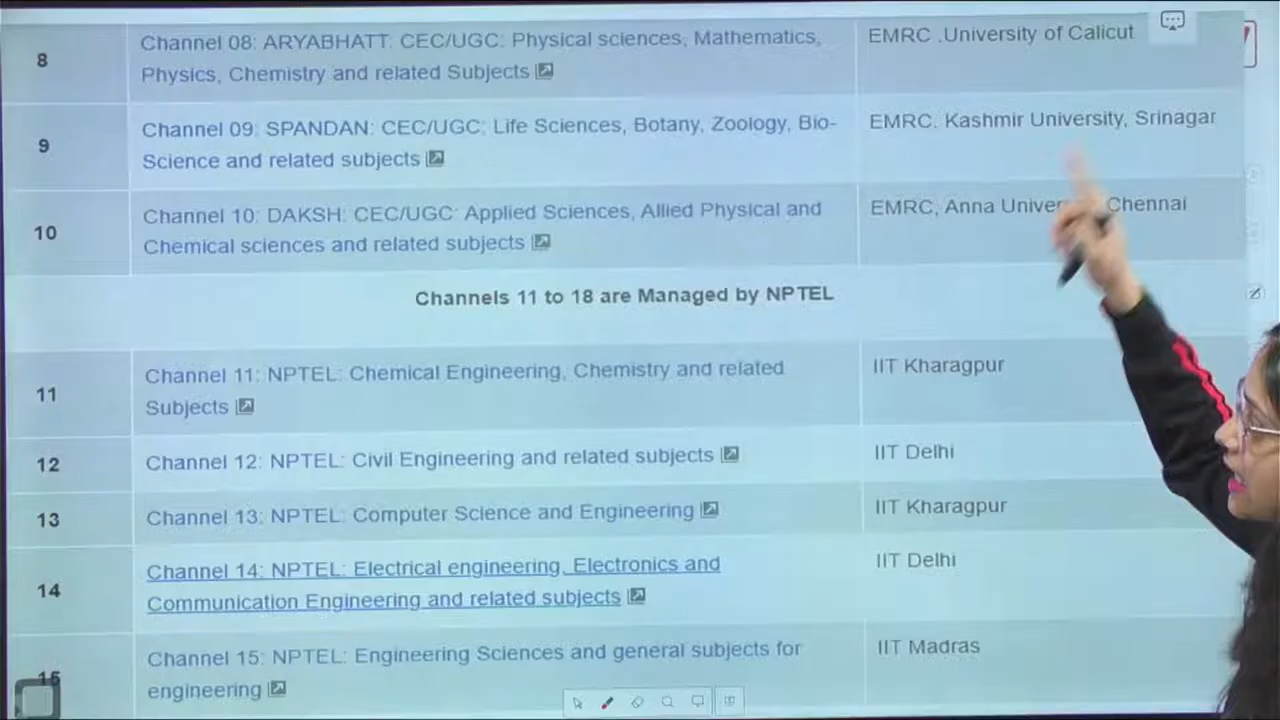 8
Channel 08: ARYABHATT: CEC/UGC: Physical sciences, Mathematics,
Physics, Chemistry and related Subjects
EMRC ,University of Calicut
9
Channel 09: SPANDAN: CEC/UGC: Life Sciences, Botany, Zoology, Bio-
Science and related subjects
EMRC, Kashmir University, Srinagar
10
Channel 10: DAKSH: CEC/UGC: Applied Sciences, Allied Physical and
Chemical sciences and related subjects
EMRC, Anna Chennai
Channels 11 to 18 are Managed by NPTEL
11
Channel 11: NPTEL: Chemical Engineering, Chemistry and related
Subjects
IIT Kharagpur
12
Channel 12: NPTEL: Civil Engineering and related subjects
IIT Delhi
13
Channel 13: NPTEL: Computer Science and Engineering
IIT Kharagpur
14
Channel 14: NPTEL: Electrical engineering, Electronics and
Communication Engineering and related subjects
IIT Delhi
15
Channel 15: NPTEL: Engineering Sciences and general subjects for
engineering
IIT Madras